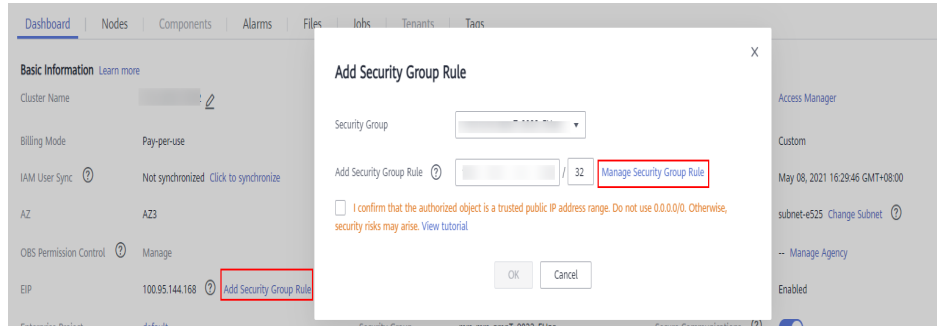 Dashboard Nodes Components Alarms Files Jobs Tenants Tags
X
Basic Information Learn more
Add Security Group Rule
Cluster Name
Access Manager
Security Group
Billing Mode Pay-per-use
Custom
IAM User Sync ? Not synchronized Click to synchronize
Add Security Group Rule ? / 32 Manage Security Group Rule
May 08, 2021 16:29:46 GMT+08:00
AZ AZ3
I confirm that the authorized object is a trusted public IP address range. Do not use 0.0.0.0/0. Otherwise,
security risks may arise. View tutorial
subnet-e525 Change Subnet ?
OBS Permission Control ? Manage
-- Manage Agency
OK Cancel
EIP 100.95.144.168 ? Add Security Group Rule
Enabled
Enterprise Project default Security Group